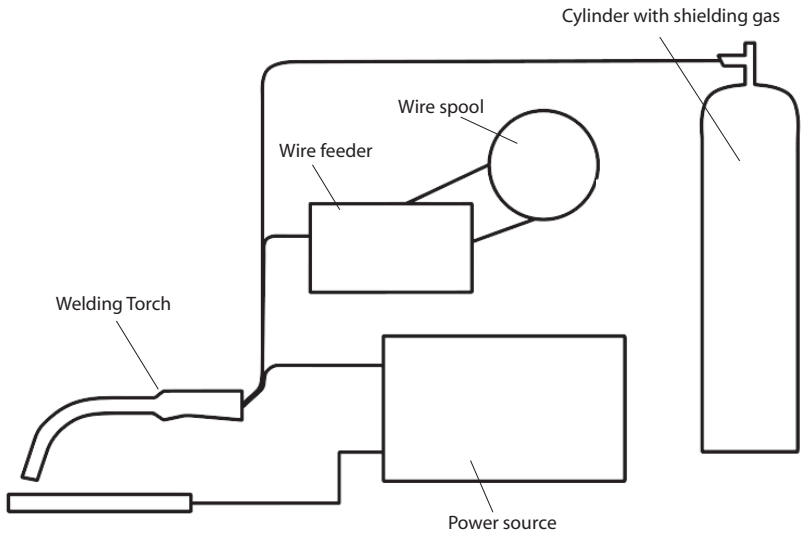 Cylinder with shielding gas
Wire spool
Wire feeder
Welding Torch
Power source